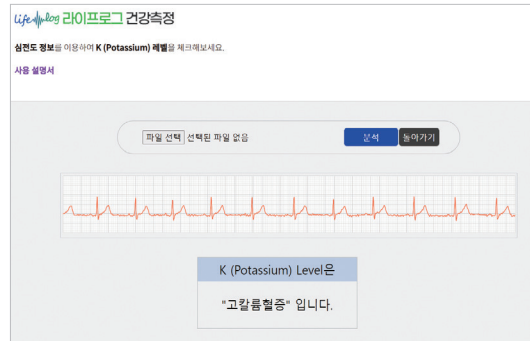 Life log 라이프로그 건강측정
심전도 정보를 이용하여 K (Potassium) 레벨을 체크해보세요.
사용 설명서
파일 선택 선택된 파일 없음 분석 돌아가기
K (Potassium) Level은
"고칼륨혈증" 입니다.